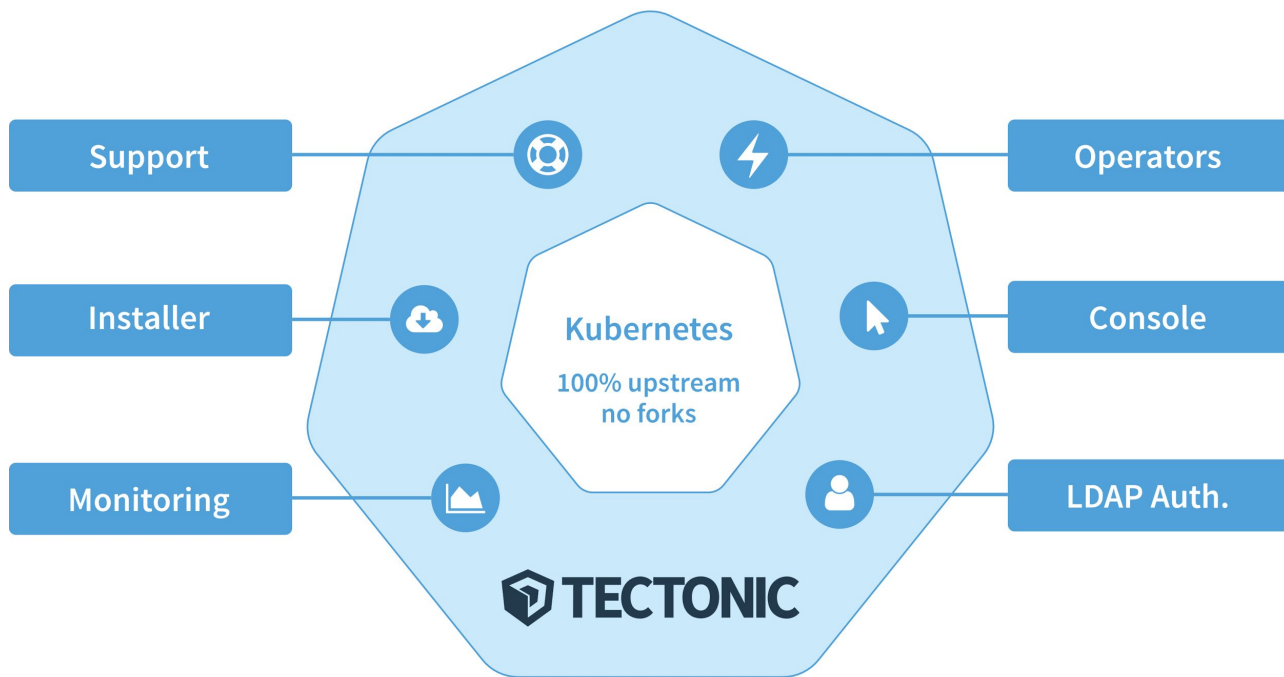 Support
Operators
Installer
Console
Kubernetes
100% upstream
no forks
Monitoring
LDAP Auth.
TECTONIC